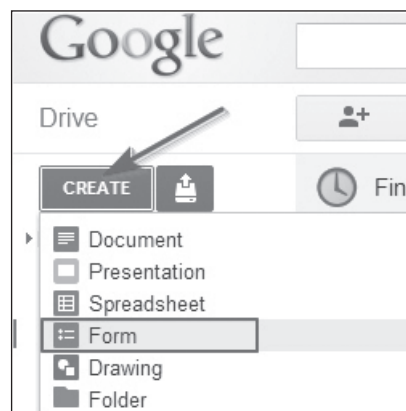 Google
Drive
CREATE
Fin
Document
Presentation
Spreadsheet
Form
Drawing
Folder